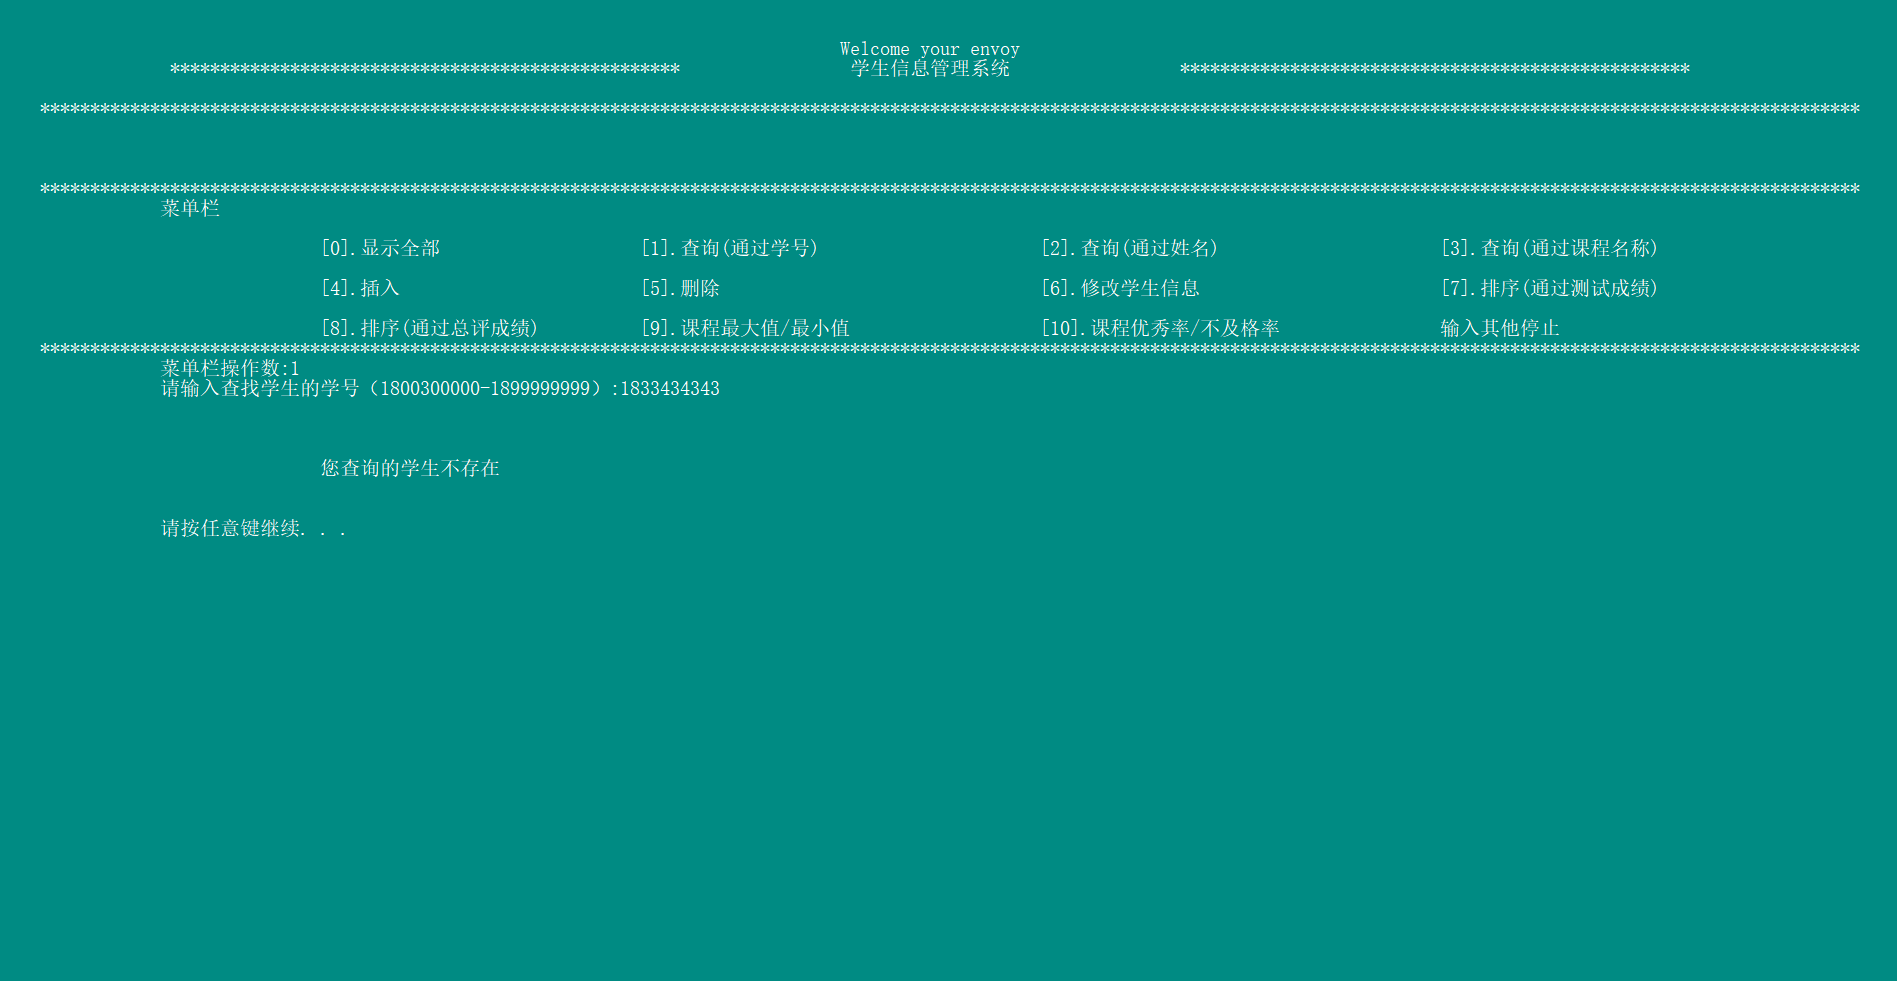 Welcome your envoy
*************************************************** 学生信息管理系统 ***************************************************
**************************************************************************************************************************************************************************************
**************************************************************************************************************************************************************************************
菜单栏
[0].显示全部 [1].查询(通过学号) [2].查询(通过姓名) [3].查询(通过课程名称)
[4].插入 [5].删除 [6].修改学生信息 [7].排序(通过测试成绩)
[8].排序(通过总评成绩) [9].课程最大值/最小值 [10].课程优秀率/不及格率 输入其他停止
**************************************************************************************************************************************************************************************
菜单栏操作数:1
请输入查找学生的学号（1800300000-1899999999）:1833434343
您查询的学生不存在
请按任意键继续. . .